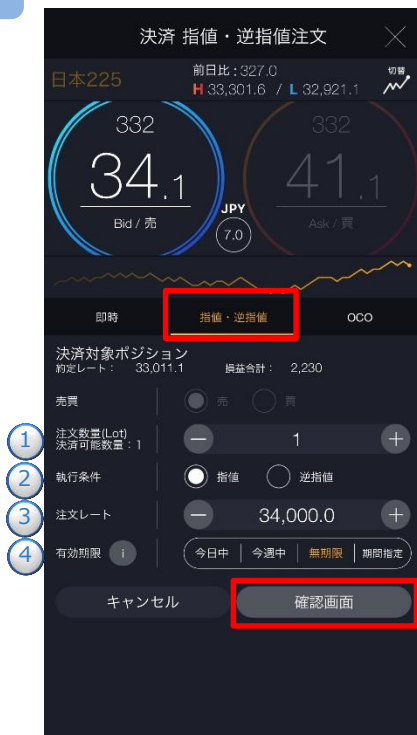 決済 指値・逆指値注文
日本225
前日比:327.0
切替
H 33,301.6 / L 32,921.1
332
34.1
Bid / 売
JPY
7.0
332
41.1
Ask / 買
即時
指値・逆指値
OCO
決済対象ポジション
約定レート: 33,011.1 損益合計: 2,230
売買
売
買
1
注文数量(Lot)
決済可能数量:1
－ 1 ＋
2
執行条件
指値
逆指値
3
注文レート
－ 34,000.0 ＋
4
有効期限 i
今日中 | 今週中 | 無期限 | 期間指定
キャンセル
確認画面